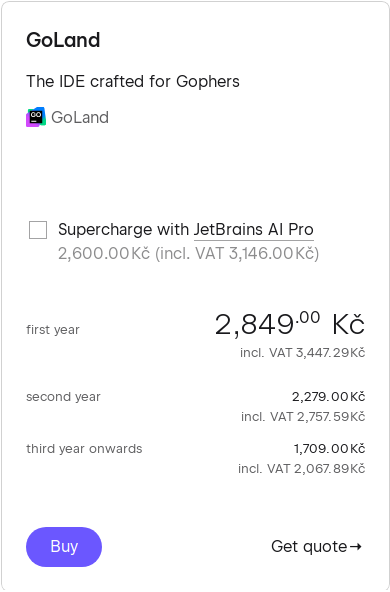 GoLand
The IDE crafted for Gophers
GO GoLand
Supercharge with JetBrains AI Pro
2,600.00Kč (incl. VAT 3,146.00Kč)
first year 2,849.00 Kč
incl. VAT 3,447.29Kč
second year 2,279.00Kč
incl. VAT 2,757.59Kč
third year onwards 1,709.00Kč
incl. VAT 2,067.89Kč
Buy Get quote→